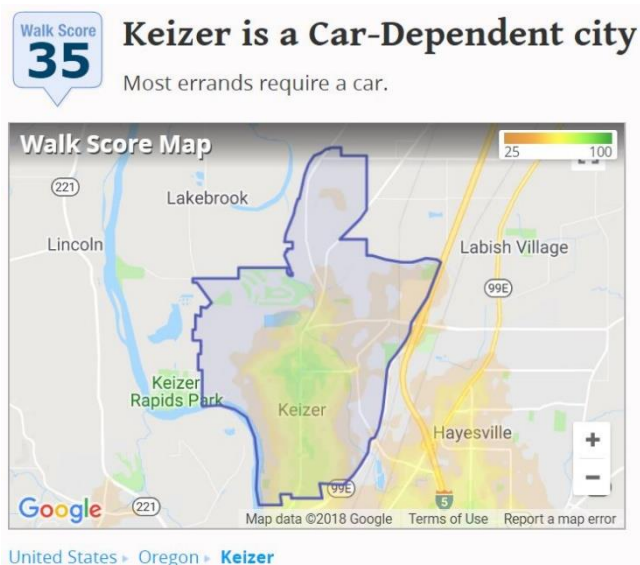 Walk Score
35
Keizer is a Car-Dependent city
Most errands require a car.
Walk Score Map
25 100
221
Lakebrook
Lincoln
Labish Village
99E
Keizer
Rapids Park
Keizer
Hayesville
+
−
99E
5
Google
221
Map data ©2018 Google Terms of Use Report a map error
United States ▸ Oregon ▸ Keizer